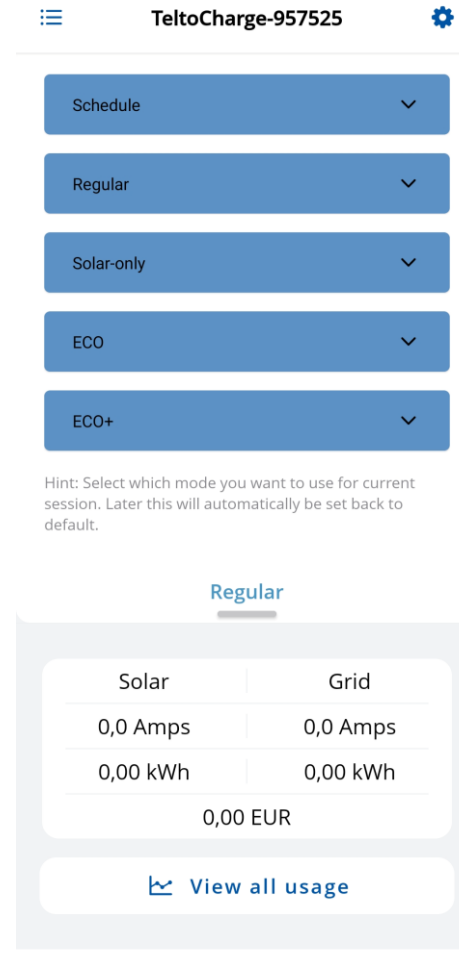 TeltoCharge-957525
Schedule
Regular
Solar-only
ECO
ECO+
Hint: Select which mode you want to use for current
session. Later this will automatically be set back to
default.
Regular
Solar Grid
0,0 Amps 0,0 Amps
0,00 kWh 0,00 kWh
0,00 EUR
View all usage